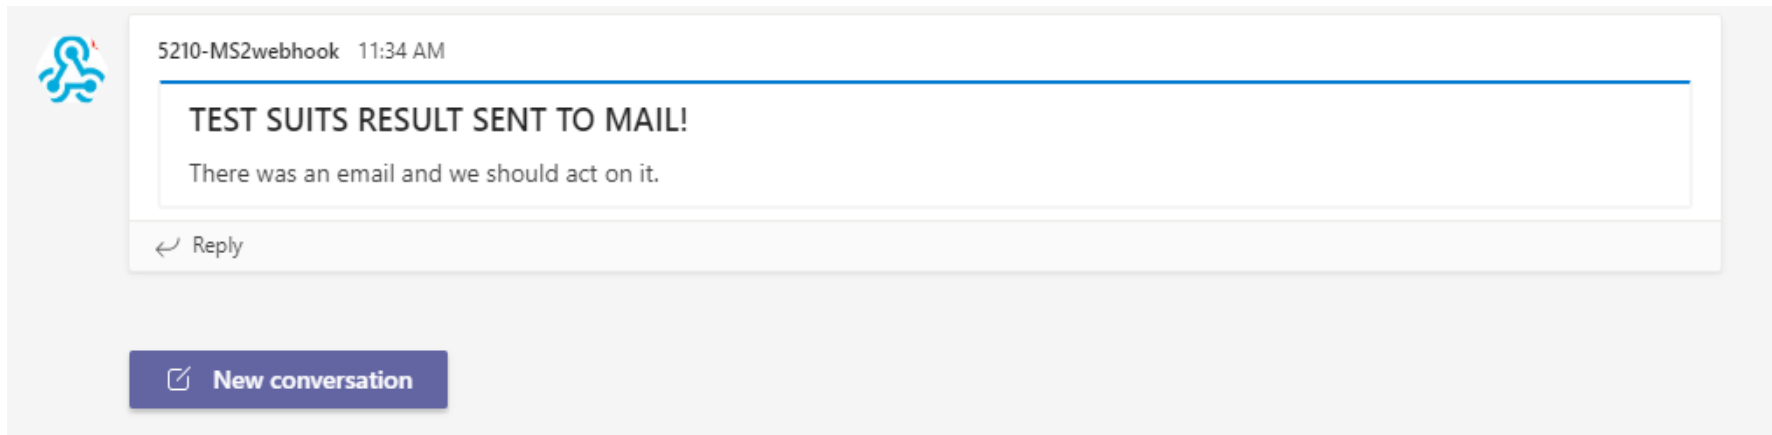 5210-MS2webhook 11:34 AM
TEST SUITS RESULT SENT TO MAIL!
There was an email and we should act on it.
Reply
New conversation